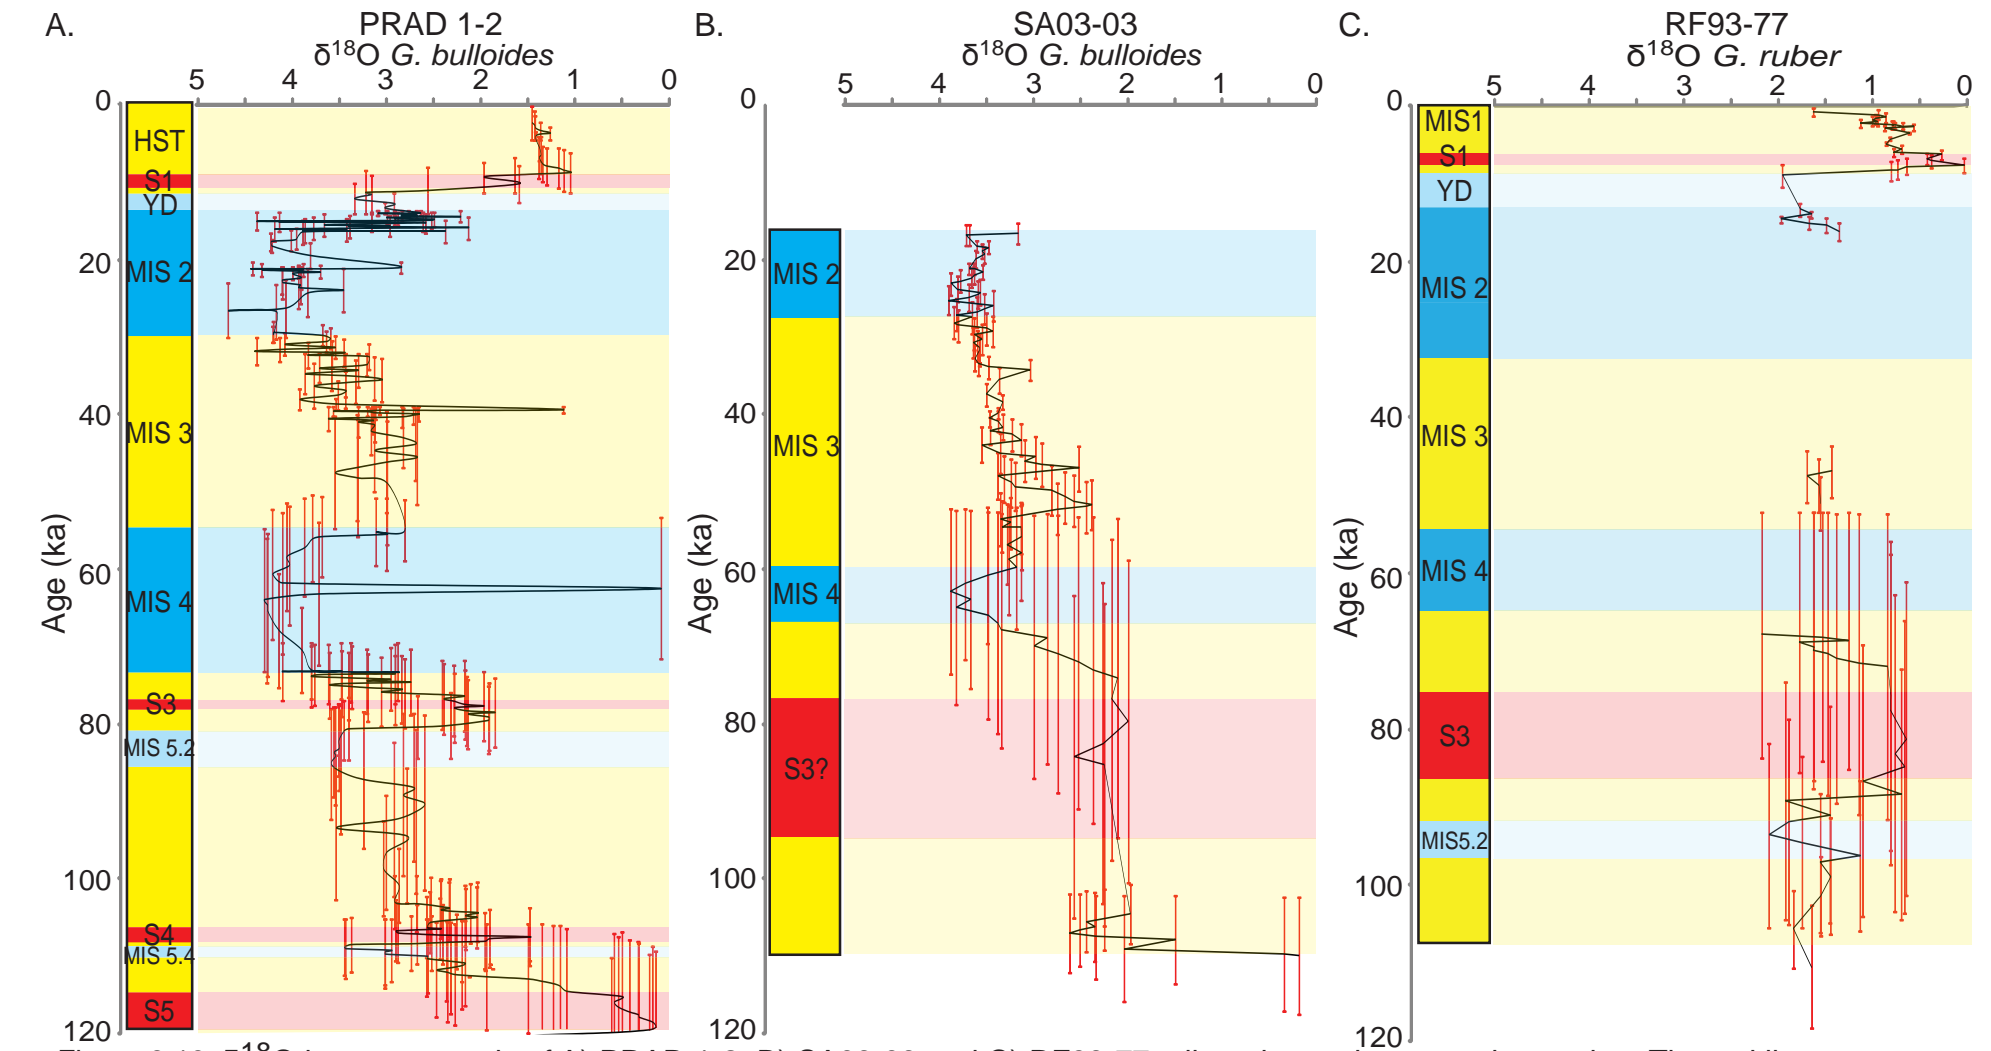 A.
PRAD 1-2
δ18O G. bulloides
5 4 3 2 1 0
Age (ka)
0
20
40
60
80
100
120
HST
S1
YD
MIS 2
MIS 3
MIS 4
S3
MIS 5.2
S4
MIS 5.4
S5
B.
SA03-03
δ18O G. bulloides
5 4 3 2 1 0
Age (ka)
0
20
40
60
80
100
120
MIS 2
MIS 3
MIS 4
S3?
C.
RF93-77
δ18O G. ruber
5 4 3 2 1 0
Age (ka)
0
20
40
60
80
100
120
MIS1
S1
YD
MIS 2
MIS 3
MIS 4
S3
MIS5.2